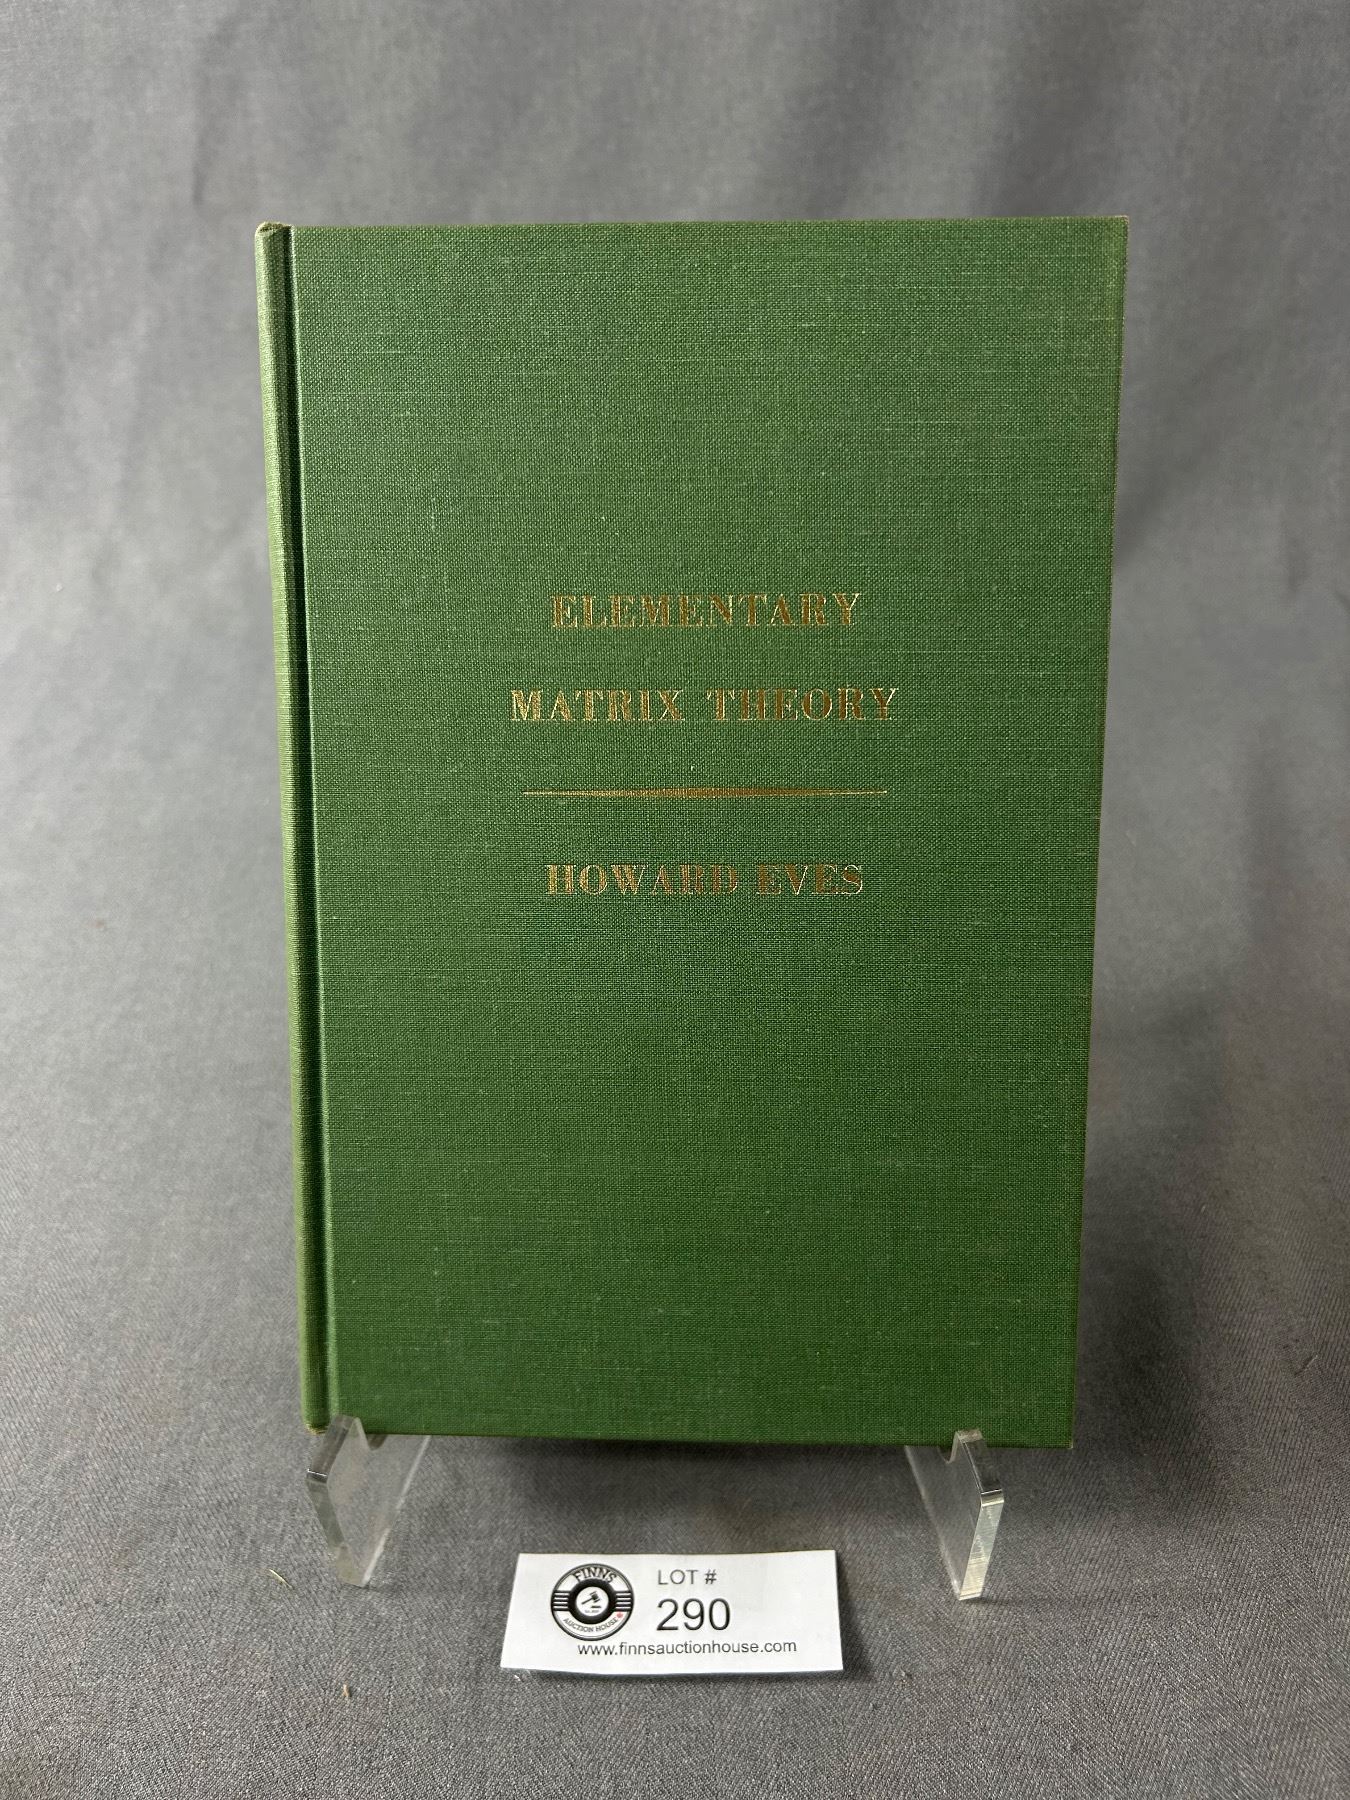 ELEMENTARY
MATRIX THEORY
HOWARD EVES
FINNS
AUCTION HOUSE
LOT #
290
www.finnsauctionhouse.com